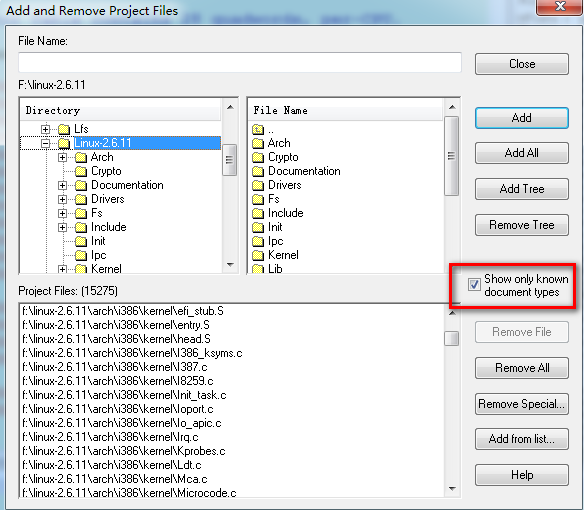 Add and Remove Project Files
File Name:
Close
F:\linux-2.6.11
Directory
Lfs
Linux-2.6.11
Arch
Crypto
Documentation
Drivers
Fs
Include
Init
Ipc
Kernel
File Name
..
Arch
Crypto
Documentation
Drivers
Fs
Include
Init
Ipc
Kernel
Lib
Add
Add All
Add Tree
Remove Tree
Show only known
document types
Project Files: (15275)
f:\linux-2.6.11\arch\i386\kernel\efi_stub.S
f:\linux-2.6.11\arch\i386\kernel\entry.S
f:\linux-2.6.11\arch\i386\kernel\head.S
f:\linux-2.6.11\arch\i386\kernel\I386_ksyms.c
f:\linux-2.6.11\arch\i386\kernel\I387.c
f:\linux-2.6.11\arch\i386\kernel\I8259.c
f:\linux-2.6.11\arch\i386\kernel\Init_task.c
f:\linux-2.6.11\arch\i386\kernel\Ioport.c
f:\linux-2.6.11\arch\i386\kernel\Io_apic.c
f:\linux-2.6.11\arch\i386\kernel\Irq.c
f:\linux-2.6.11\arch\i386\kernel\Kprobes.c
f:\linux-2.6.11\arch\i386\kernel\Ldt.c
f:\linux-2.6.11\arch\i386\kernel\Mca.c
f:\linux-2.6.11\arch\i386\kernel\Microcode.c
Remove File
Remove All
Remove Special...
Add from list...
Help